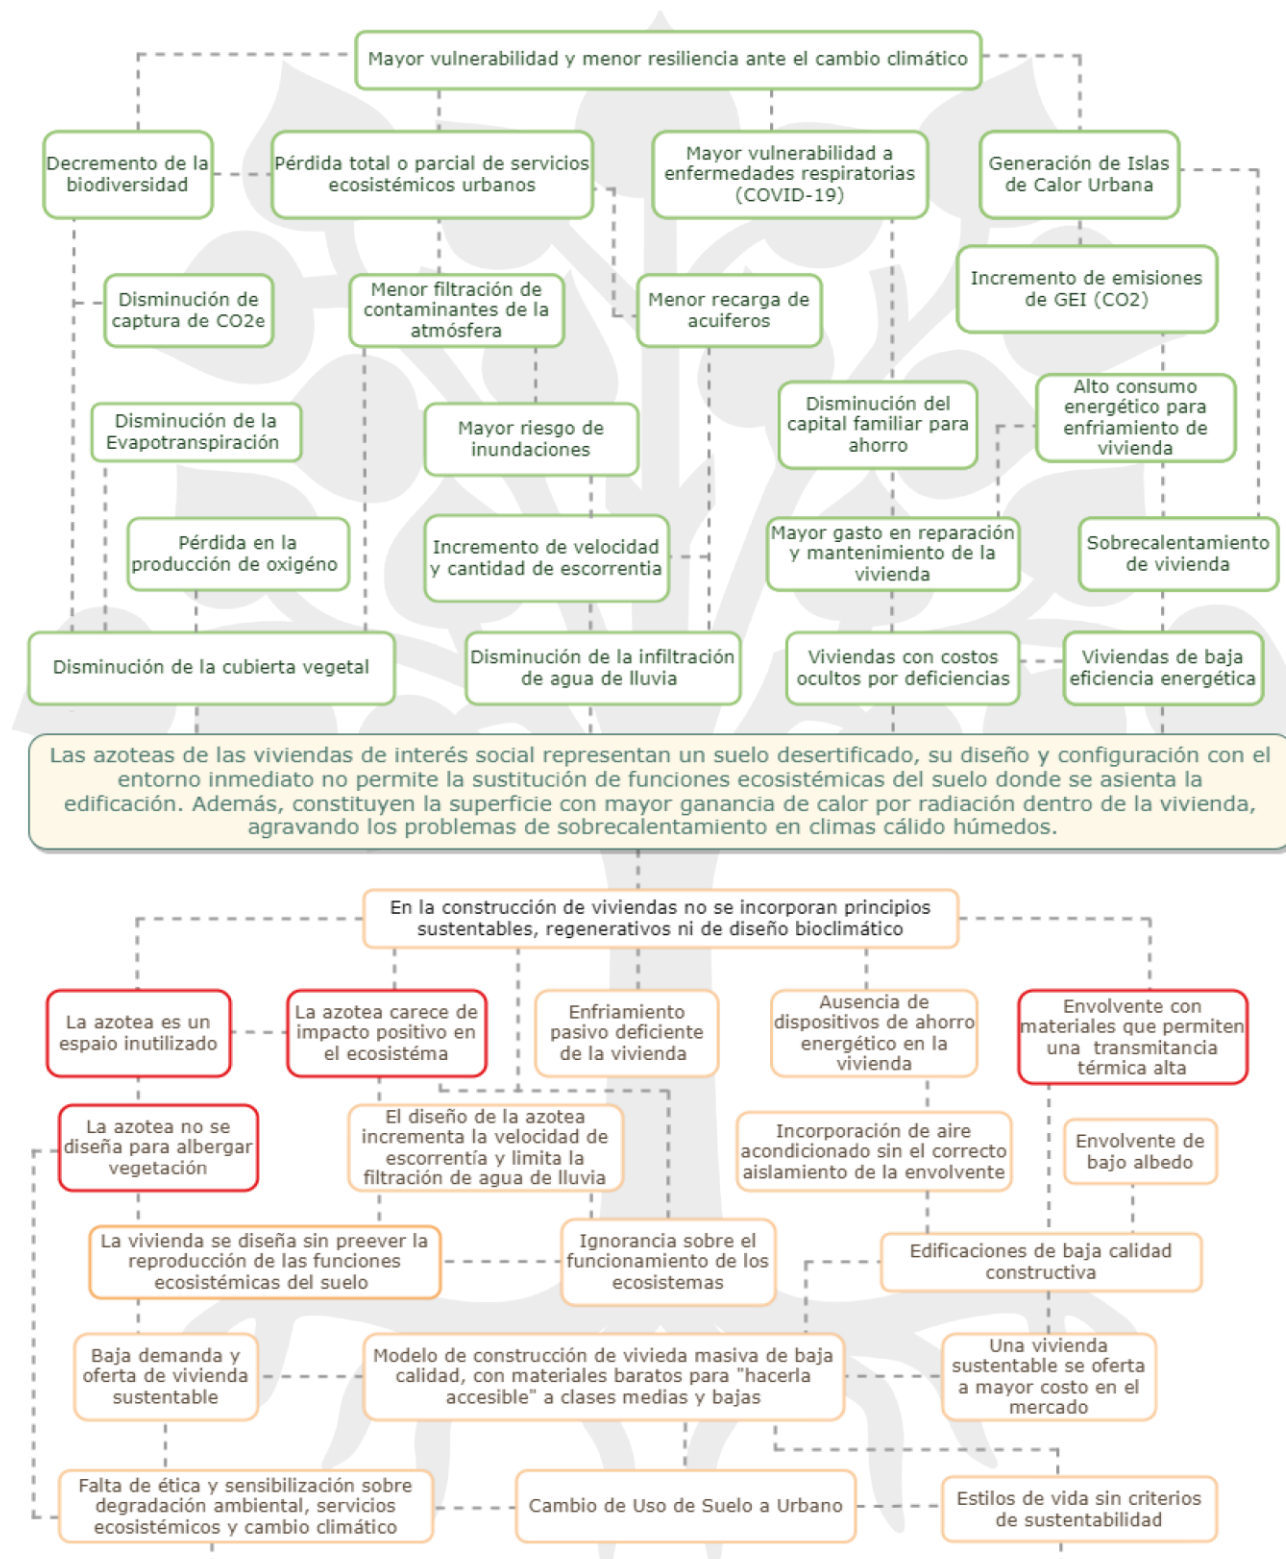 Mayor vulnerabilidad y menor resiliencia ante el cambio climático
Decremento de la
biodiversidad
Pérdida total o parcial de servicios
ecosistémicos urbanos
Mayor vulnerabilidad a
enfermedades respiratorias
(COVID-19)
Generación de Islas
de Calor Urbana
Disminución de
captura de CO2e
Menor filtración de
contaminantes de la
atmósfera
Menor recarga de
acuiferos
Incremento de emisiones
de GEI (CO2)
Disminución de la
Evapotranspiración
Mayor riesgo de
inundaciones
Disminución del
capital familiar para
ahorro
Alto consumo
energético para
enfriamiento de
vivienda
Pérdida en la
producción de oxigéno
Incremento de velocidad
y cantidad de escorrentia
Mayor gasto en reparación
y mantenimiento de la
vivienda
Sobrecalentamiento
de vivienda
Disminución de la cubierta vegetal
Disminución de la infiltración
de agua de lluvia
Viviendas con costos
ocultos por deficiencias
Viviendas de baja
eficiencia energética
Las azoteas de las viviendas de interés social representan un suelo desertificado, su diseño y configuración con el
entorno inmediato no permite la sustitución de funciones ecosistémicas del suelo donde se asienta la
edificación. Además, constituyen la superficie con mayor ganancia de calor por radiación dentro de la vivienda,
agravando los problemas de sobrecalentamiento en climas cálido húmedos.
En la construcción de viviendas no se incorporan principios
sustentables, regenerativos ni de diseño bioclimático
La azotea es un
espaio inutilizado
La azotea carece de
impacto positivo en
el ecosistéma
Enfriamiento
pasivo deficiente
de la vivienda
Ausencia de
dispositivos de ahorro
energético en la
vivienda
Envolvente con
materiales que permiten
una transmitancia
térmica alta
La azotea no se
diseña para albergar
vegetación
El diseño de la azotea
incrementa la velocidad de
escorrentía y limita la
filtración de agua de lluvia
Incorporación de aire
acondicionado sin el correcto
aislamiento de la envolvente
Envolvente de
bajo albedo
La vivienda se diseña sin preever la
reproducción de las funciones
ecosistémicas del suelo
Ignorancia sobre el
funcionamiento de los
ecosistemas
Edificaciones de baja calidad
constructiva
Baja demanda y
oferta de vivienda
sustentable
Modelo de construcción de vivieda masiva de baja
calidad, con materiales baratos para "hacerla
accesible" a clases medias y bajas
Una vivienda
sustentable se oferta
a mayor costo en el
mercado
Falta de ética y sensibilización sobre
degradación ambiental, servicios
ecosistémicos y cambio climático
Cambio de Uso de Suelo a Urbano
Estilos de vida sin criterios
de sustentabilidad